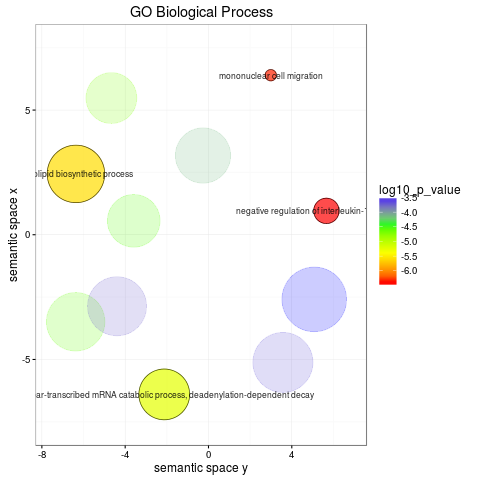 GO Biological Process
mononuclear cell migration
lipid biosynthetic process
negative regulation of interleukin-
ar-transcribed mRNA catabolic process, deadenylation-dependent decay
5
0
-5
-8
-4
0
4
semantic space x
semantic space y
log10_p_value
-3.5
-4.0
-4.5
-5.0
-5.5
-6.0